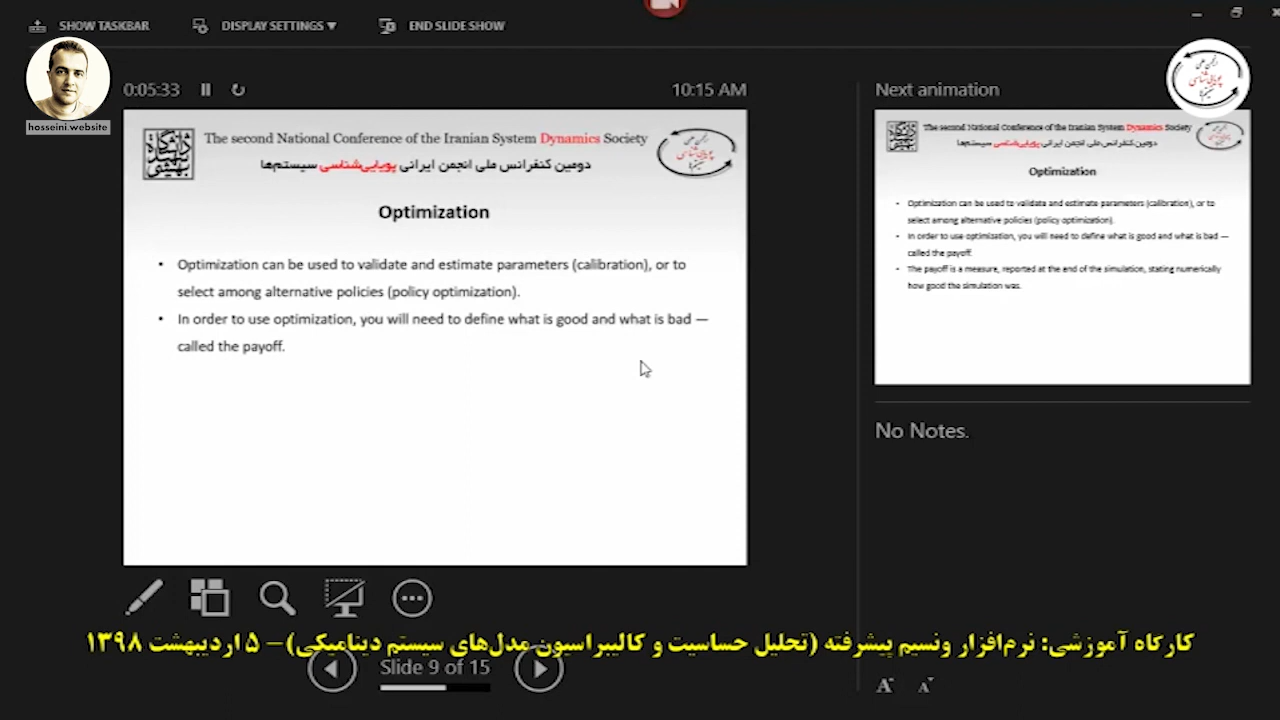 SHOW TASKBAR
DISPLAY SETTINGS ▼
END SLIDE SHOW
hosseini.website
0:05:33
10:15 AM
The second National Conference of the Iranian System Dynamics Society
دومین کنفرانس ملی انجمن ایرانی پویایی‌شناسی سیستم‌ها
Optimization
• Optimization can be used to validate and estimate parameters (calibration), or to
select among alternative policies (policy optimization).
• In order to use optimization, you will need to define what is good and what is bad —
called the payoff.
Next animation
The second National Conference of the Iranian System Dynamics Society
دومین کنفرانس ملی انجمن ایرانی پویایی‌شناسی سیستم‌ها
Optimization
• Optimization can be used to validate and estimate parameters (calibration), or to
select among alternative policies (policy optimization).
• In order to use optimization, you will need to define what is good and what is bad —
called the payoff.
• The payoff is a measure, reported at the end of the simulation, stating numerically
how good the simulation was.
No Notes.
کارکاه آموزشی: نرم‌افزار ونسیم پیشرفته (تحلیل حساسیت و کالیبراسیون مدل‌های سیستم دینامیکی)– ۵ اردیبهشت ۱۳۹۸
Slide 9 of 15
A A